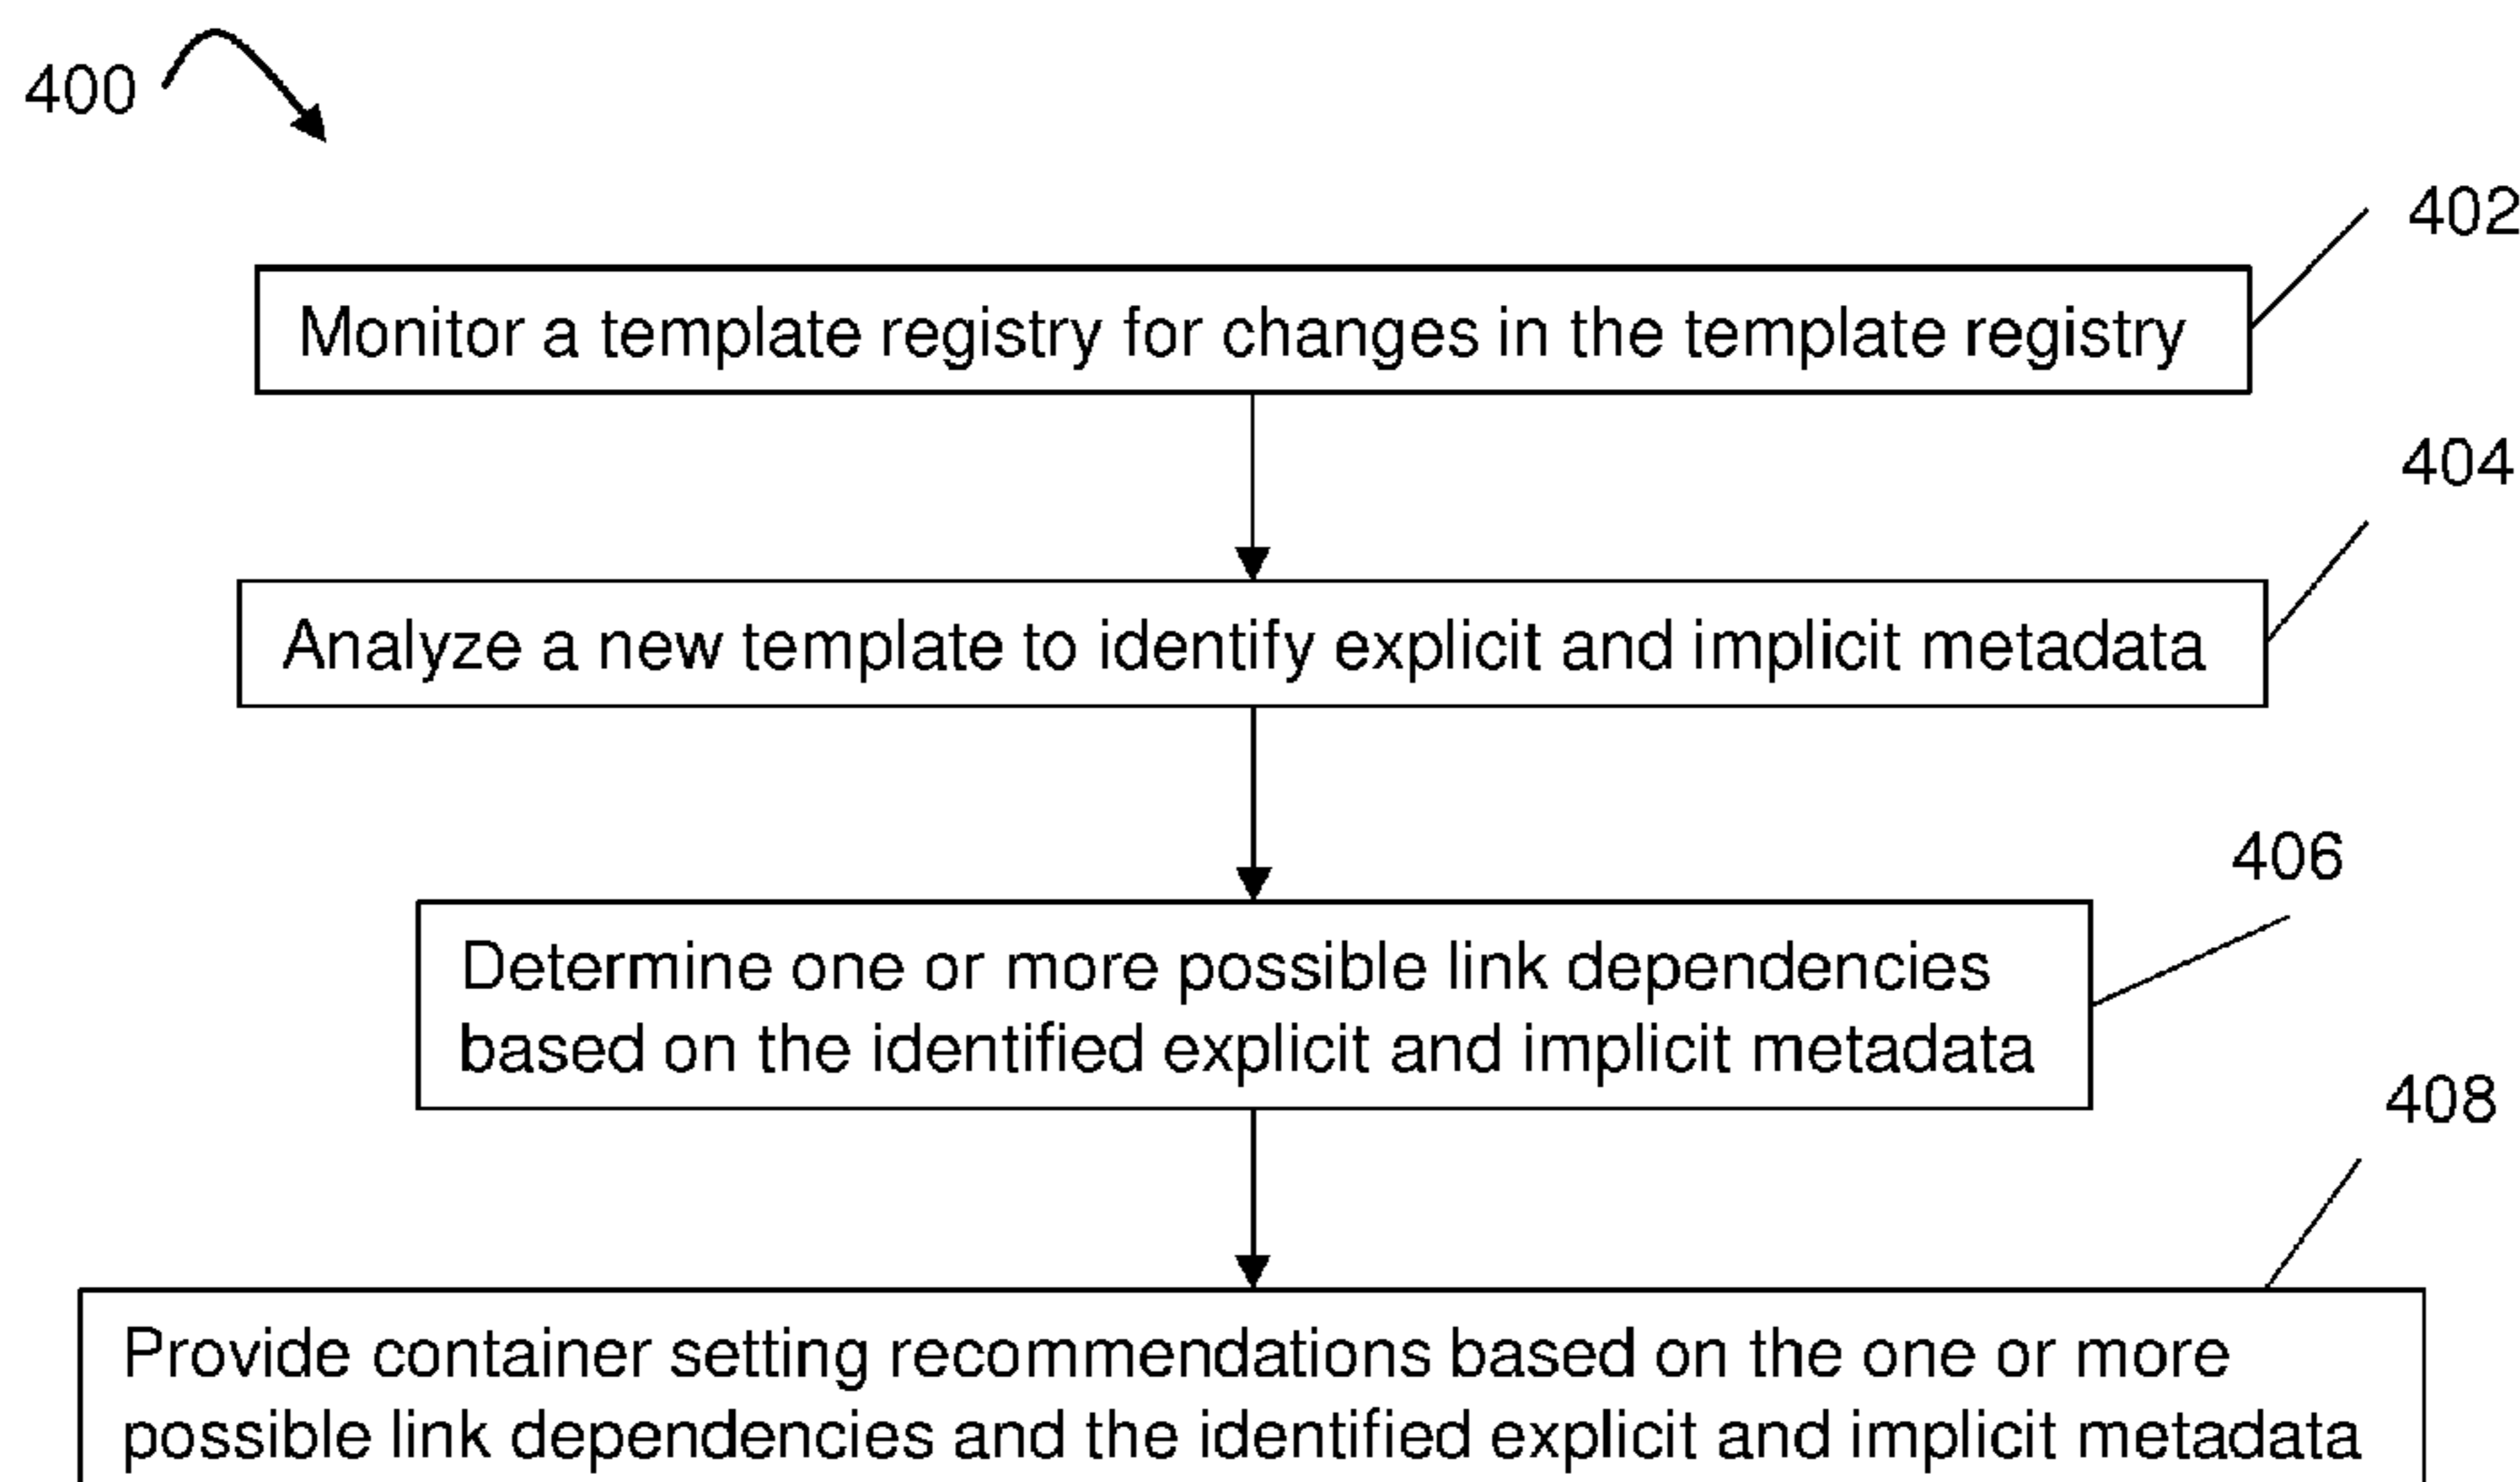 400
402
Monitor a template registry for changes in the template registry
404
Analyze a new template to identify explicit and implicit metadata
406
Determine one or more possible link dependencies
based on the identified explicit and implicit metadata
408
Provide container setting recommendations based on the one or more
possible link dependencies and the identified explicit and implicit metadata